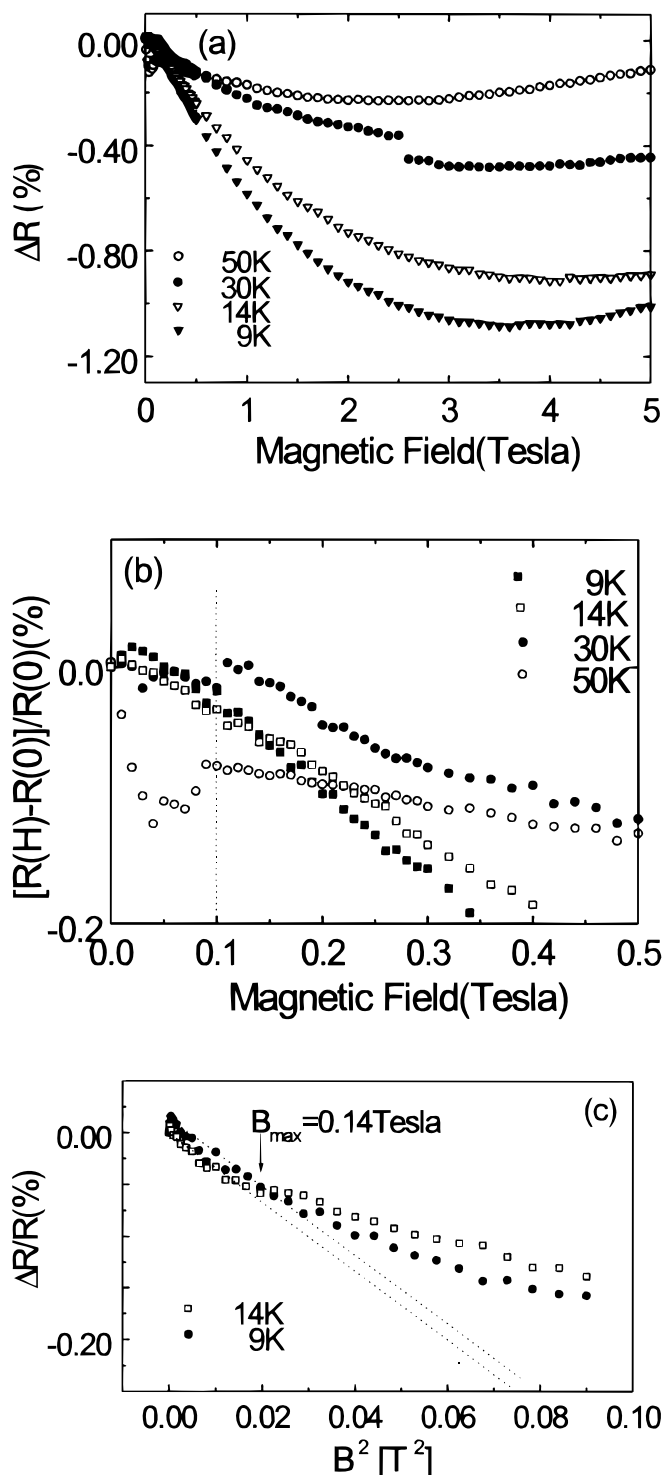 (a)
0.00
-0.40
-0.80
-1.20
ΔR (%)
50K
30K
14K
9K
0 1 2 3 4 5
Magnetic Field(Tesla)
(b)
0.0
-0.2
[R(H)-R(0)]/R(0)(%)
9K
14K
30K
50K
0.0 0.1 0.2 0.3 0.4 0.5
Magnetic Field(Tesla)
(c)
B_max=0.14Tesla
0.00
-0.20
ΔR/R(%)
14K
9K
0.00 0.02 0.04 0.06 0.08 0.10
B² [T²]